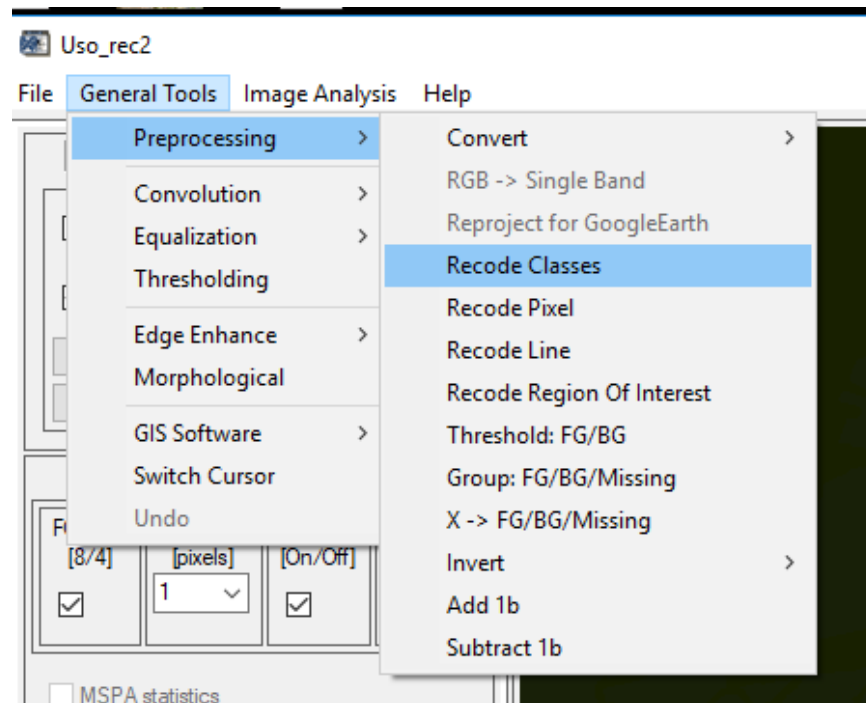 Uso_rec2
File General Tools Image Analysis Help
Preprocessing
Convolution
Equalization
Thresholding
Edge Enhance
Morphological
GIS Software
Switch Cursor
Undo
Convert
RGB -> Single Band
Reproject for GoogleEarth
Recode Classes
Recode Pixel
Recode Line
Recode Region Of Interest
Threshold: FG/BG
Group: FG/BG/Missing
X -> FG/BG/Missing
Invert
Add 1b
Subtract 1b
[8/4] [pixels] [On/Off]
1
MSPA statistics